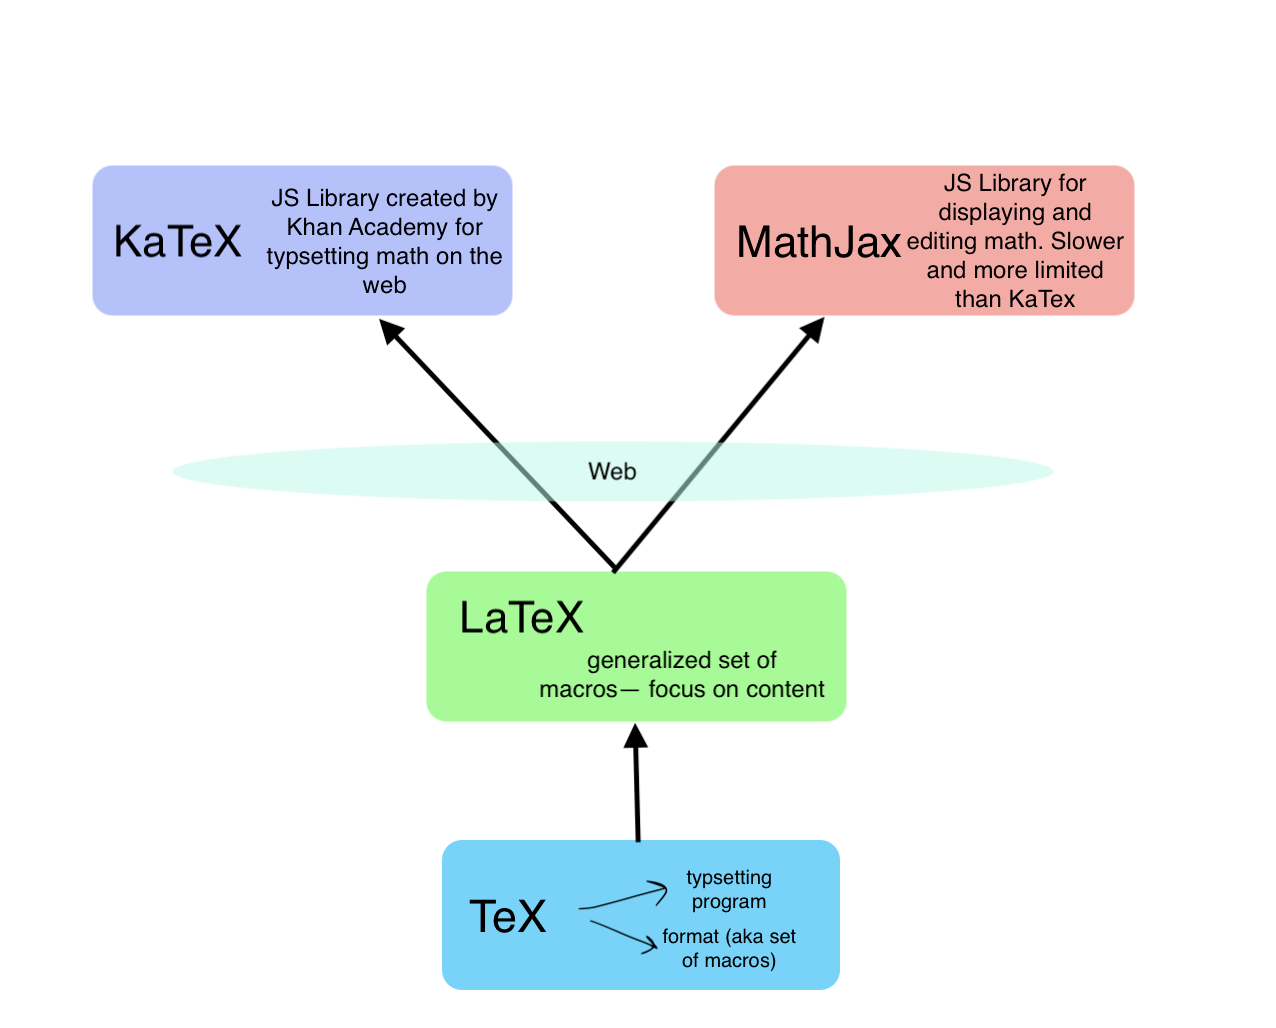 KaTeX
JS Library created by
Khan Academy for
typsetting math on the
web
MathJax
JS Library for
displaying and
editing math. Slower
and more limited
than KaTex
Web
LaTeX
generalized set of
macros— focus on content
TeX
typsetting
program
format (aka set
of macros)